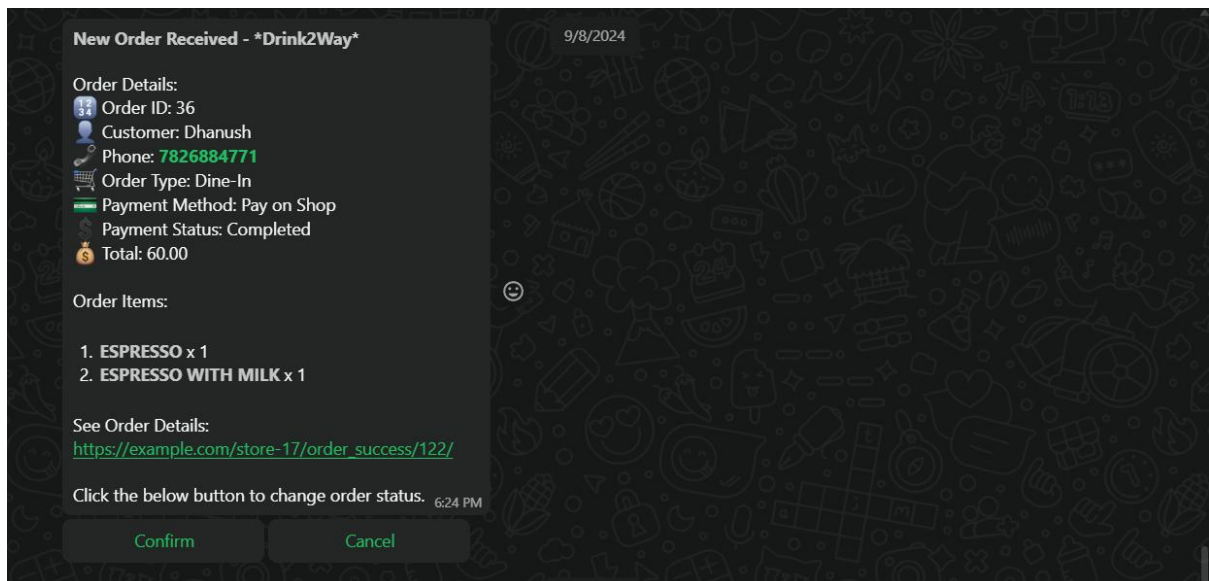 9/8/2024
New Order Received - *Drink2Way*
Order Details:
Order ID: 36
Customer: Dhanush
Phone: 7826884771
Order Type: Dine-In
Payment Method: Pay on Shop
Payment Status: Completed
Total: 60.00
Order Items:
1. ESPRESSO x 1
2. ESPRESSO WITH MILK x 1
See Order Details:
https://example.com/store-17/order_success/122/
Click the below button to change order status. 6:24 PM
Confirm Cancel